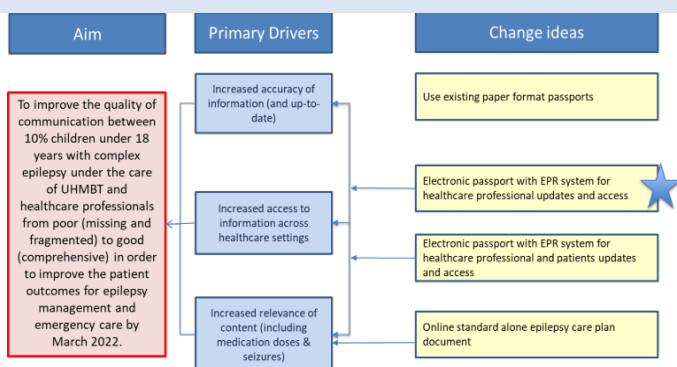 Aim
Primary Drivers
Change ideas
To improve the quality of
communication between
10% children under 18
years with complex
epilepsy under the care
of UHMBT and
healthcare professionals
from poor (missing and
fragmented) to good
(comprehensive) in order
to improve the patient
outcomes for epilepsy
management and
emergency care by
March 2022.
Increased accuracy of
information (and up-to-
date)
Increased access to
information across
healthcare settings
Increased relevance of
content (including
medication doses &
seizures)
Use existing paper format passports
Electronic passport with EPR system for
healthcare professional updates and access
Electronic passport with EPR system for
healthcare professional and patients updates
and access
Online standard alone epilepsy care plan
document